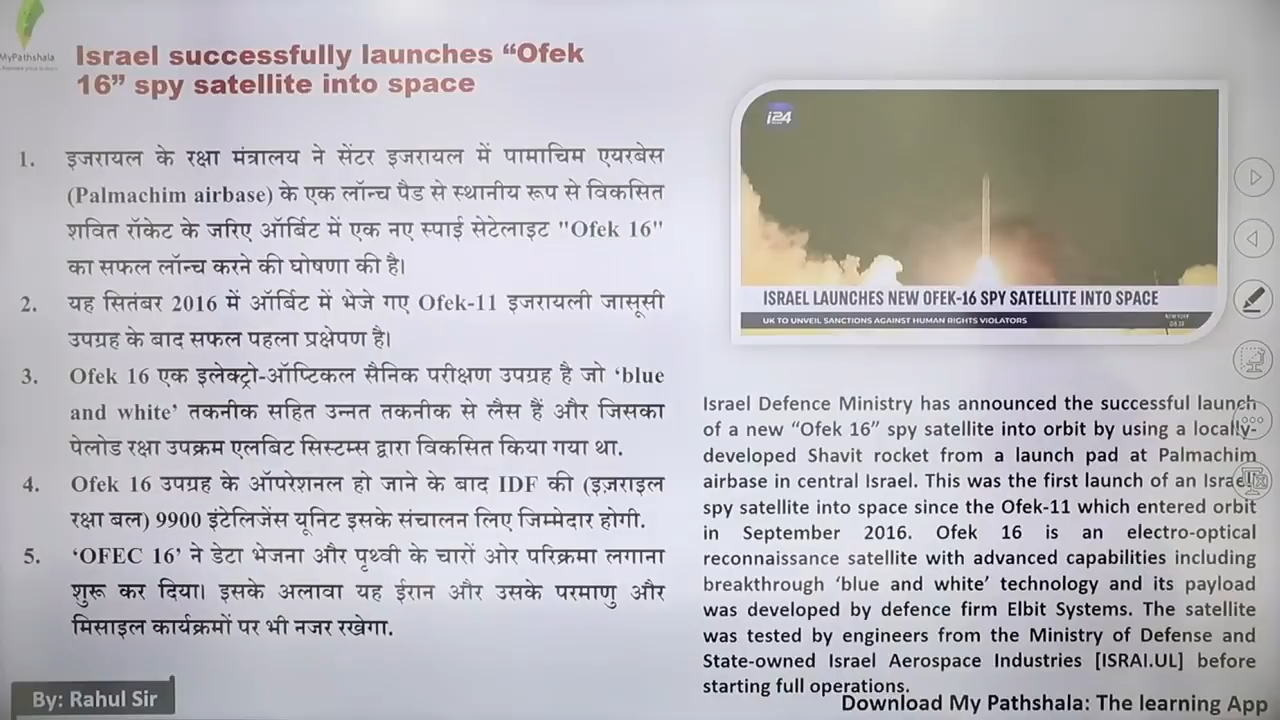 MyPathshala
Israel successfully launches “Ofek
16” spy satellite into space
1. इजरायल के रक्षा मंत्रालय ने सेंटर इजरायल में पामाचिम एयरबेस
(Palmachim airbase) के एक लॉन्च पैड से स्थानीय रूप से विकसित
शवित रॉकेट के जरिए ऑर्बिट में एक नए स्पाई सेटेलाइट "Ofek 16"
का सफल लॉन्च करने की घोषणा की है।
2. यह सितंबर 2016 में ऑर्बिट में भेजे गए Ofek-11 इजरायली जासूसी
उपग्रह के बाद सफल पहला प्रक्षेपण है।
3. Ofek 16 एक इलेक्ट्रो-ऑप्टिकल सैनिक परीक्षण उपग्रह है जो ‘blue
and white’ तकनीक सहित उन्नत तकनीक से लैस हैं और जिसका
पेलोड रक्षा उपक्रम एलबिट सिस्टम्स द्वारा विकसित किया गया था.
4. Ofek 16 उपग्रह के ऑपरेशनल हो जाने के बाद IDF की (इज़राइल
रक्षा बल) 9900 इंटेलिजेंस यूनिट इसके संचालन लिए जिम्मेदार होगी.
5. ‘OFEC 16’ ने डेटा भेजना और पृथ्वी के चारों ओर परिक्रमा लगाना
शुरू कर दिया। इसके अलावा यह ईरान और उसके परमाणु और
मिसाइल कार्यक्रमों पर भी नजर रखेगा.
i24
ISRAEL LAUNCHES NEW OFEK-16 SPY SATELLITE INTO SPACE
UK TO UNVEIL SANCTIONS AGAINST HUMAN RIGHTS VIOLATORS
NEW YORK
Israel Defence Ministry has announced the successful launch
of a new “Ofek 16” spy satellite into orbit by using a locally-
developed Shavit rocket from a launch pad at Palmachim
airbase in central Israel. This was the first launch of an Israeli
spy satellite into space since the Ofek-11 which entered orbit
in September 2016. Ofek 16 is an electro-optical
reconnaissance satellite with advanced capabilities including
breakthrough ‘blue and white’ technology and its payload
was developed by defence firm Elbit Systems. The satellite
was tested by engineers from the Ministry of Defense and
State-owned Israel Aerospace Industries [ISRAI.UL] before
starting full operations.
By: Rahul Sir
Download My Pathshala: The learning App